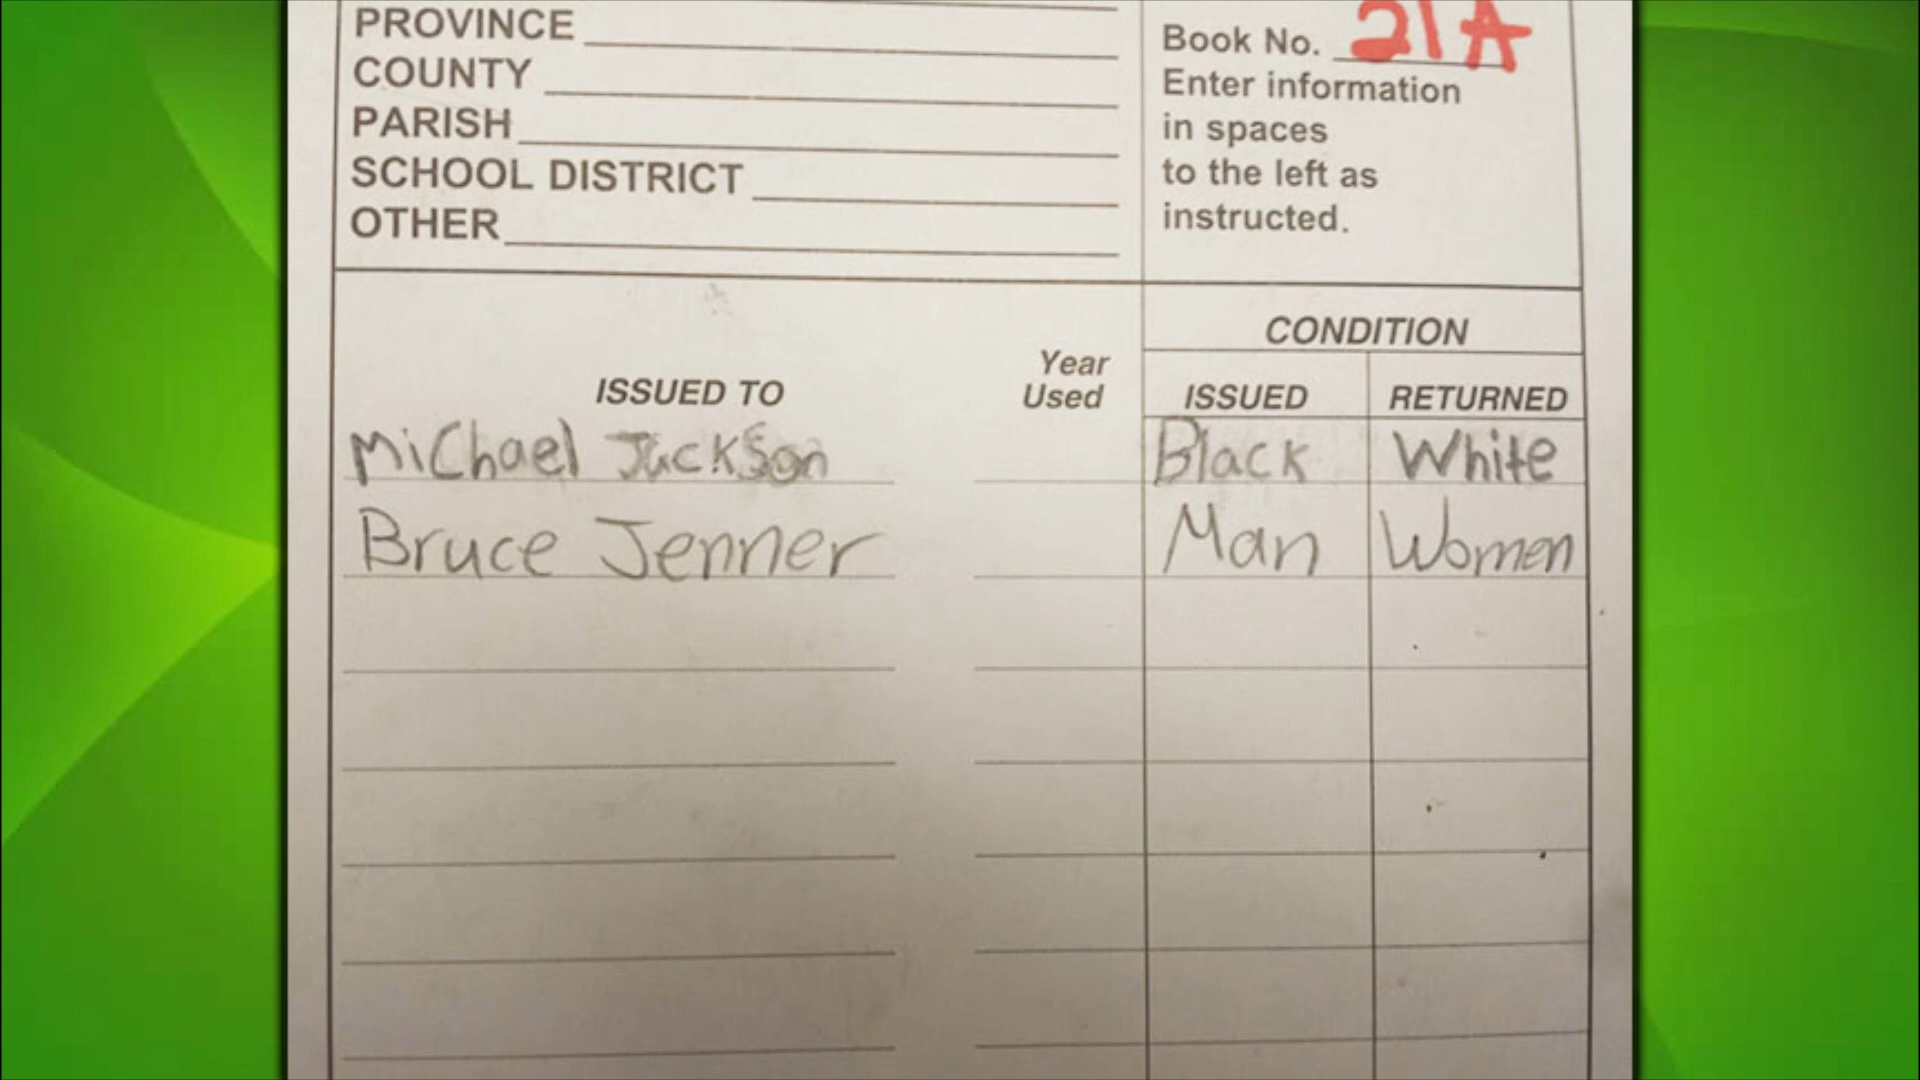 PROVINCE
COUNTY
PARISH
SCHOOL DISTRICT
OTHER
Book No. 21A
Enter information
in spaces
to the left as
instructed.
CONDITION
ISSUED TO Year Used ISSUED RETURNED
Michael Jackson Black White
Bruce Jenner Man Women